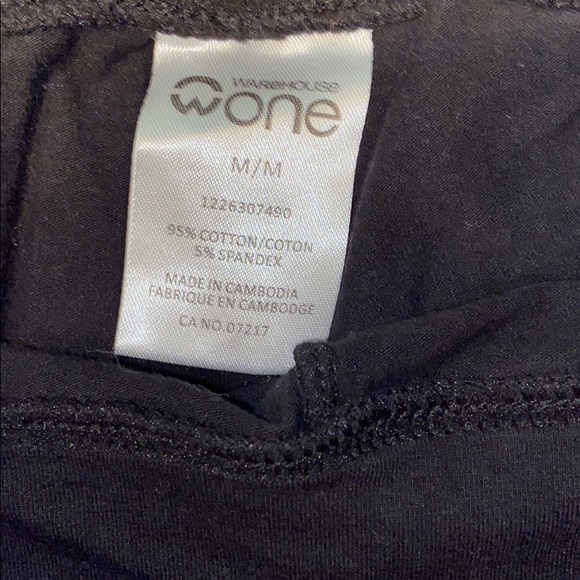 WAREHOUSE
one
M/M
1226307490
95% COTTON/COTON
5% SPANDEX
MADE IN CAMBODIA
FABRIQUE EN CAMBODGE
CA NO.07217